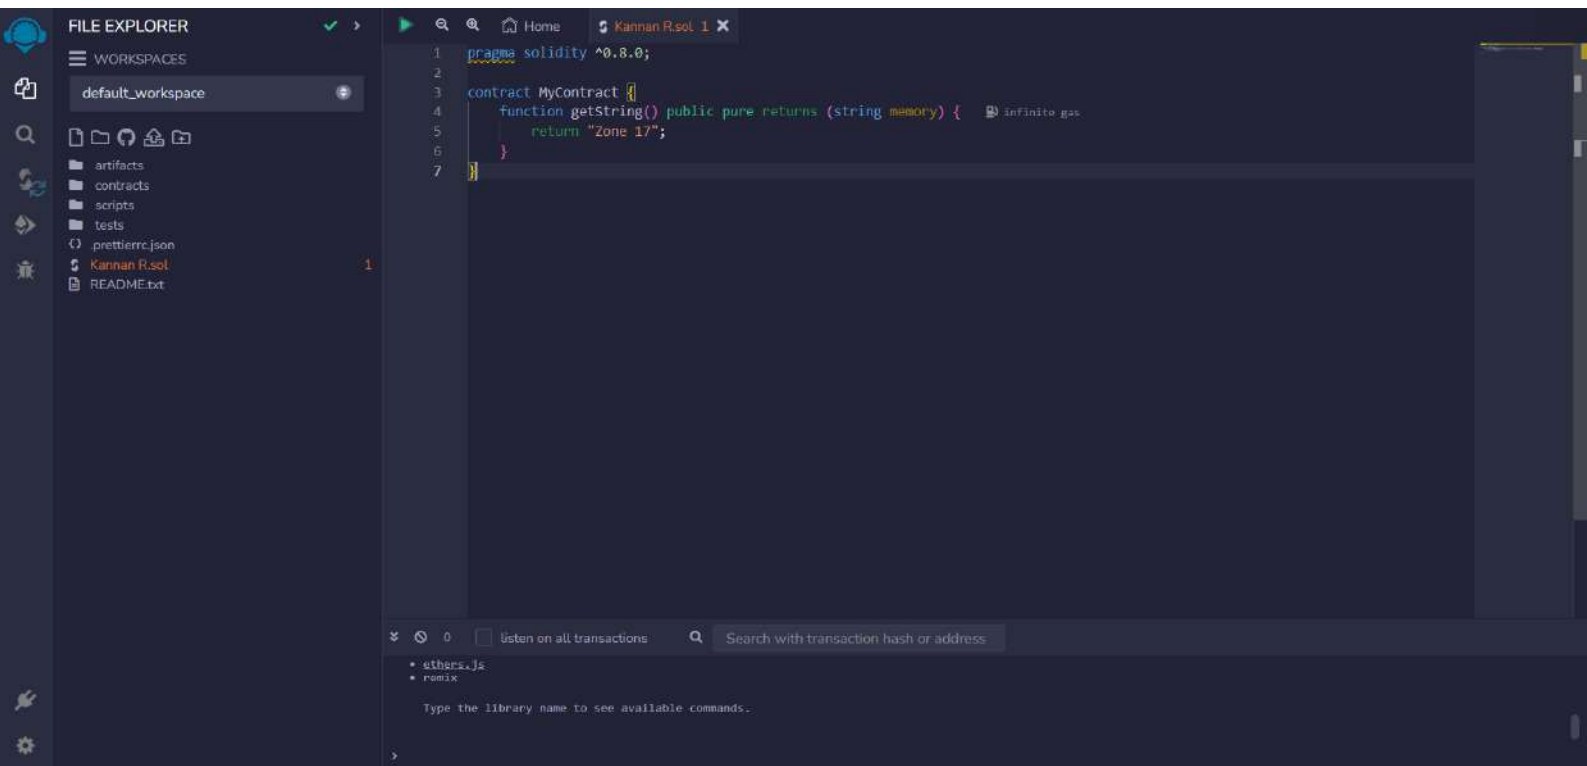 FILE EXPLORER
WORKSPACES
default_workspace
artifacts
contracts
scripts
tests
.prettierrc.json
Kannan R.sol 1
README.txt
Home
Kannan R.sol 1
1 pragma solidity ^0.8.0;
2
3 contract MyContract {
4 function getString() public pure returns (string memory) { infinite gas
5 return "Zone 17";
6 }
7 }
0 listen on all transactions Search with transaction hash or address
• ethers.js
• remix
Type the library name to see available commands.
>